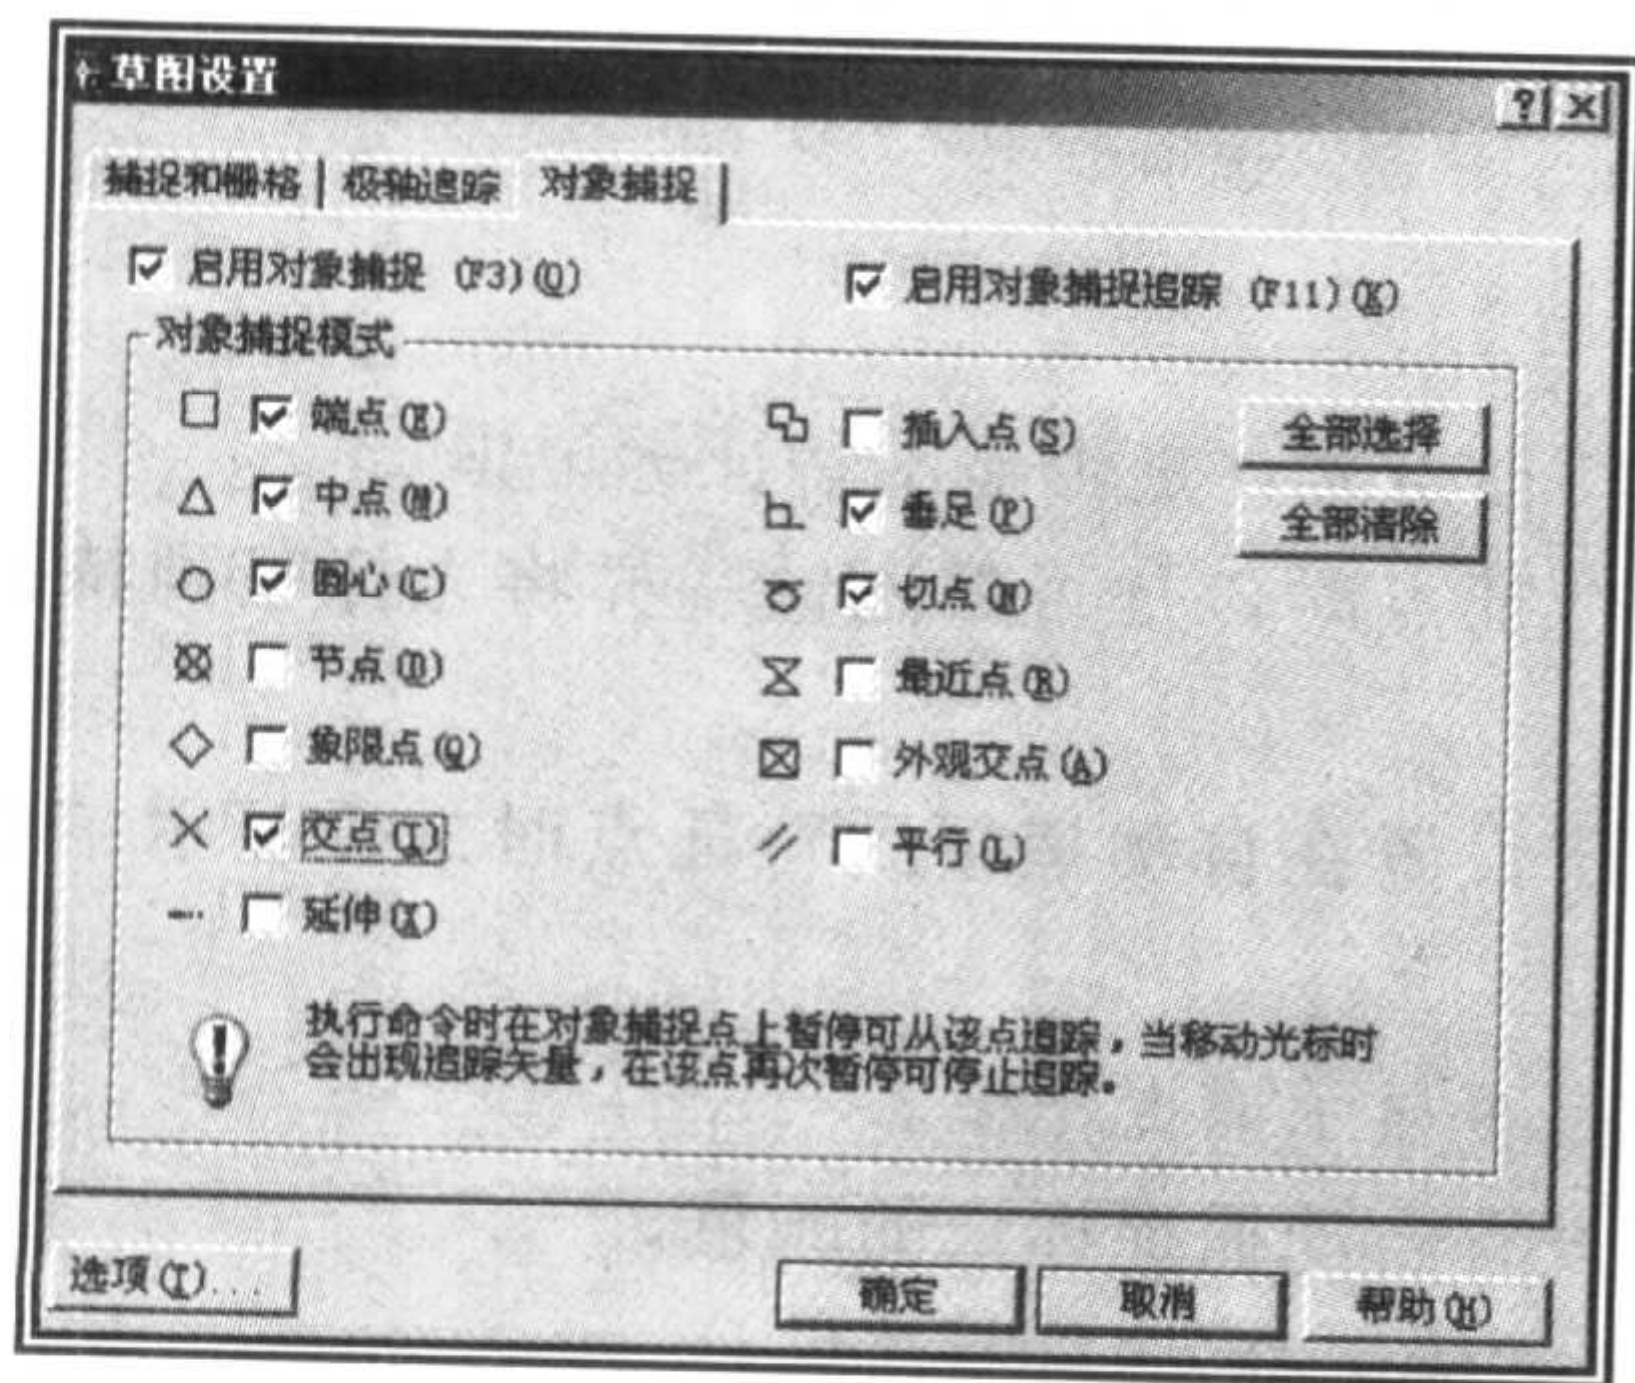 草图设置
捕捉和栅格 极轴追踪 对象捕捉
启用对象捕捉 (F3)(O) 启用对象捕捉追踪 (F11)(K)
对象捕捉模式
端点(E) 插入点(S) 全部选择
中点(M) 垂足(P) 全部清除
圆心(C) 切点(N)
节点(D) 最近点(R)
象限点(Q) 外观交点(A)
交点(I) 平行(L)
延伸(X)
执行命令时在对象捕捉点上暂停可从该点追踪，当移动光标时
会出现追踪矢量，在该点再次暂停可停止追踪。
选项(T)... 确定 取消 帮助(H)